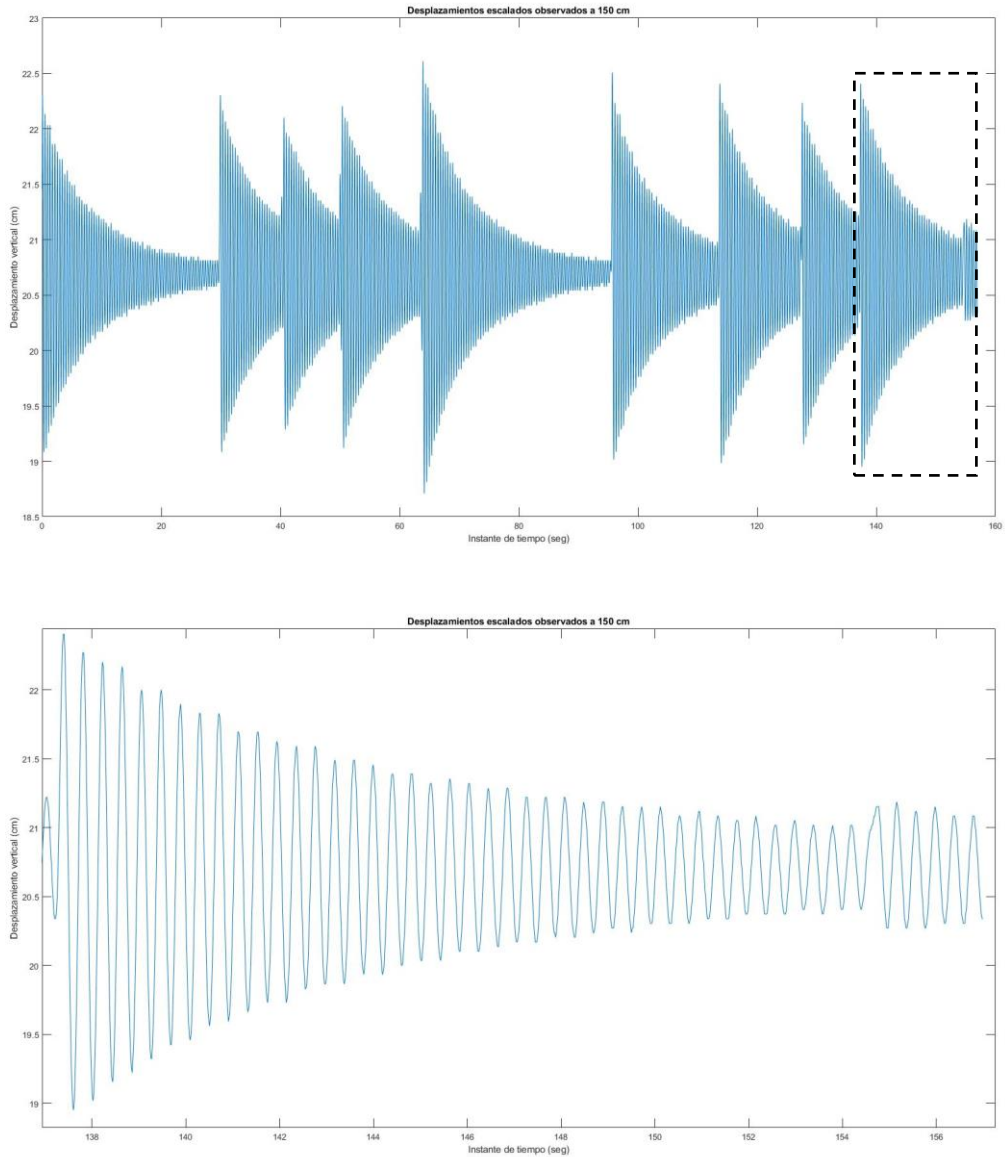 Desplazamientos escalados observados a 150 cm
23
22.5
22
21.5
21
20.5
20
19.5
19
18.5
Desplazamiento vertical (cm)
0 20 40 60 80 100 120 140 160
Instante de tiempo (seg)
Desplazamientos escalados observados a 150 cm
22
21.5
21
20.5
20
19.5
19
Desplazamiento vertical (cm)
138 140 142 144 146 148 150 152 154 156
Instante de tiempo (seg)